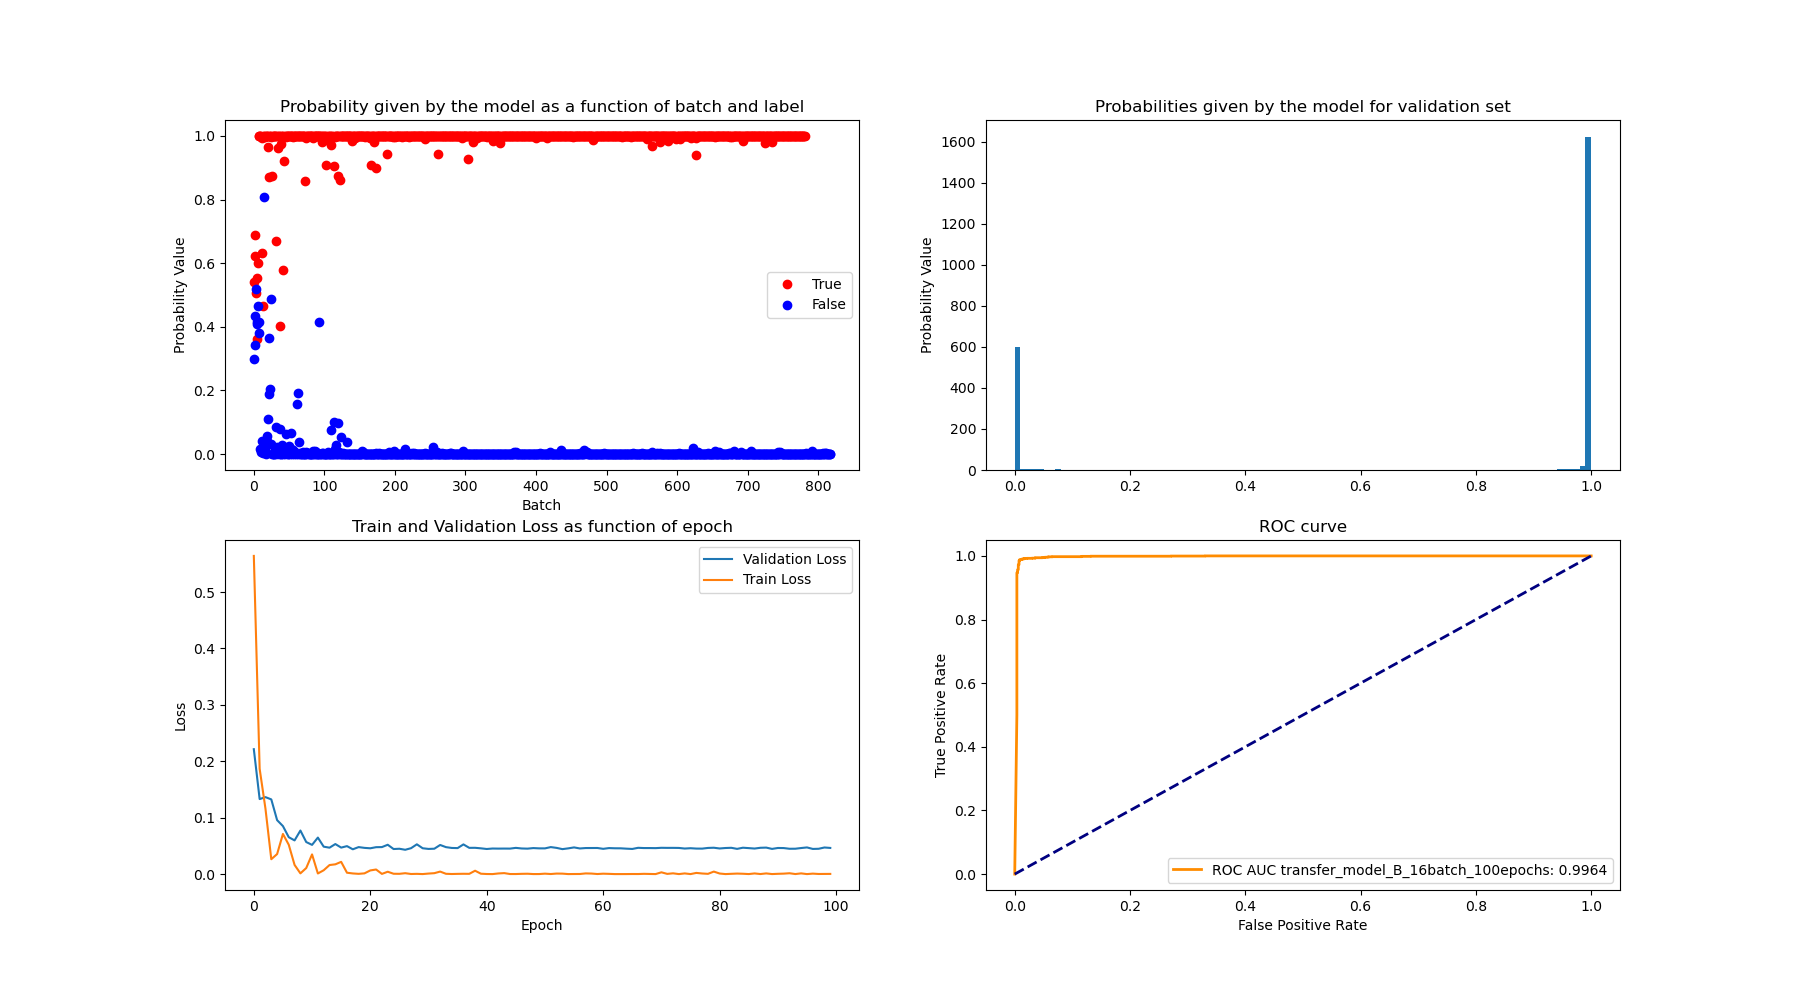 Probability given by the model as a function of batch and label
Probability Value
1.0
0.8
0.6
0.4
0.2
0.0
True
False
0 100 200 300 400 500 600 700 800
Batch
Probabilities given by the model for validation set
Probability Value
1600
1400
1200
1000
800
600
400
200
0
0.0 0.2 0.4 0.6 0.8 1.0
Train and Validation Loss as function of epoch
Loss
0.5
0.4
0.3
0.2
0.1
0.0
Validation Loss
Train Loss
0 20 40 60 80 100
Epoch
ROC curve
True Positive Rate
1.0
0.8
0.6
0.4
0.2
0.0
ROC AUC transfer_model_B_16batch_100epochs: 0.9964
0.0 0.2 0.4 0.6 0.8 1.0
False Positive Rate